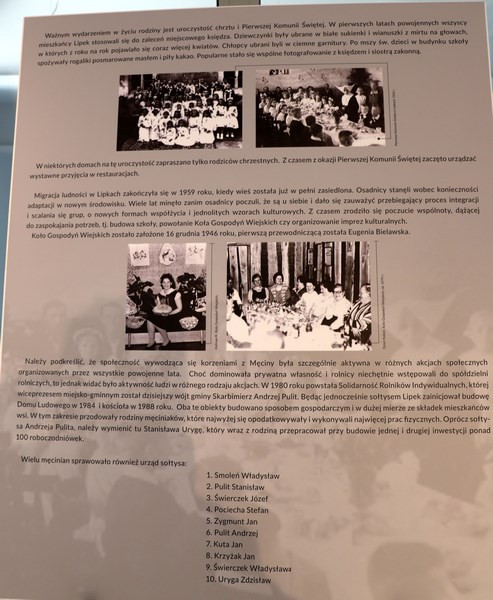 Ważnym wydarzeniem w życiu rodziny jest uroczystość chrztu i Pierwszej Komunii Świętej. W pierwszych latach powojennych wszyscy
mieszkańcy Lipek stosowali się do zaleceń miejscowego księdza. Dziewczynki były ubrane w białe sukienki i wianuszki z mirtu na głowach,
w których z roku na rok pojawiało się coraz więcej kwiatów. Chłopcy ubrani byli w ciemne garnitury. Po mszy św. dzieci w budynku szkoły
spożywały rogaliki posmarowane masłem i piły kakao. Popularne stało się wspólne fotografowanie z księdzem i siostrą zakonną.
W niektórych domach na tę uroczystość zapraszano tylko rodziców chrzestnych. Z czasem z okazji Pierwszej Komunii Świętej zaczęto urządzać
wystawne przyjęcia w restauracjach.
Migracja ludności w Lipkach zakończyła się w 1959 roku, kiedy wieś została już w pełni zasiedlona. Osadnicy stanęli wobec konieczności
adaptacji w nowym środowisku. Wiele lat minęło zanim osadnicy poczuli, że są u siebie i dało się zauważyć przebiegający proces integracji
i scalania się grup, o nowych formach współżycia i jednolitych wzorach kulturowych. Z czasem zrodziło się poczucie wspólnoty, dążącej
do zaspokajania potrzeb, tj. budowa szkoły, powołanie Koła Gospodyń Wiejskich czy organizowanie imprez kulturalnych.
Koło Gospodyń Wiejskich zostało założone 16 grudnia 1946 roku, pierwszą przewodniczącą została Eugenia Bielawska.
Należy podkreślić, że społeczność wywodząca się korzeniami z Męciny była szczególnie aktywna w różnych akcjach społecznych
organizowanych przez wszystkie powojenne lata. Choć dominowała prywatna własność i rolnicy niechętnie wstępowali do spółdzielni
rolniczych, to jednak widać było aktywność ludzi w różnego rodzaju akcjach. W 1980 roku powstała Solidarność Rolników Indywidualnych, której
wiceprezesem miejsko-gminnym został dzisiejszy wójt gminy Skarbimierz Andrzej Pulit. Będąc jednocześnie sołtysem Lipek zainicjował budowę
Domu Ludowego w 1984 i kościoła w 1988 roku. Oba te obiekty budowano sposobem gospodarczym i w dużej mierze ze składek mieszkańców
wsi. W tym zakresie przodowały rodziny męciniaków, które najwyżej się opodatkowywały i wykonywali najwięcej prac fizycznych. Oprócz sołty-
sa Andrzeja Pulita, należy wymienić tu Stanisława Urygę, który wraz z rodziną przepracował przy budowie jednej i drugiej inwestycji ponad
100 roboczodniówek.
Wielu męcinian sprawowało również urząd sołtysa:
1. Smoleń Władysław
2. Pulit Stanisław
3. Świerczek Józef
4. Pociecha Stefan
5. Zygmunt Jan
6. Pulit Andrzej
7. Kuta Jan
8. Krzyżak Jan
9. Świerczek Władysława
10. Uryga Zdzisław